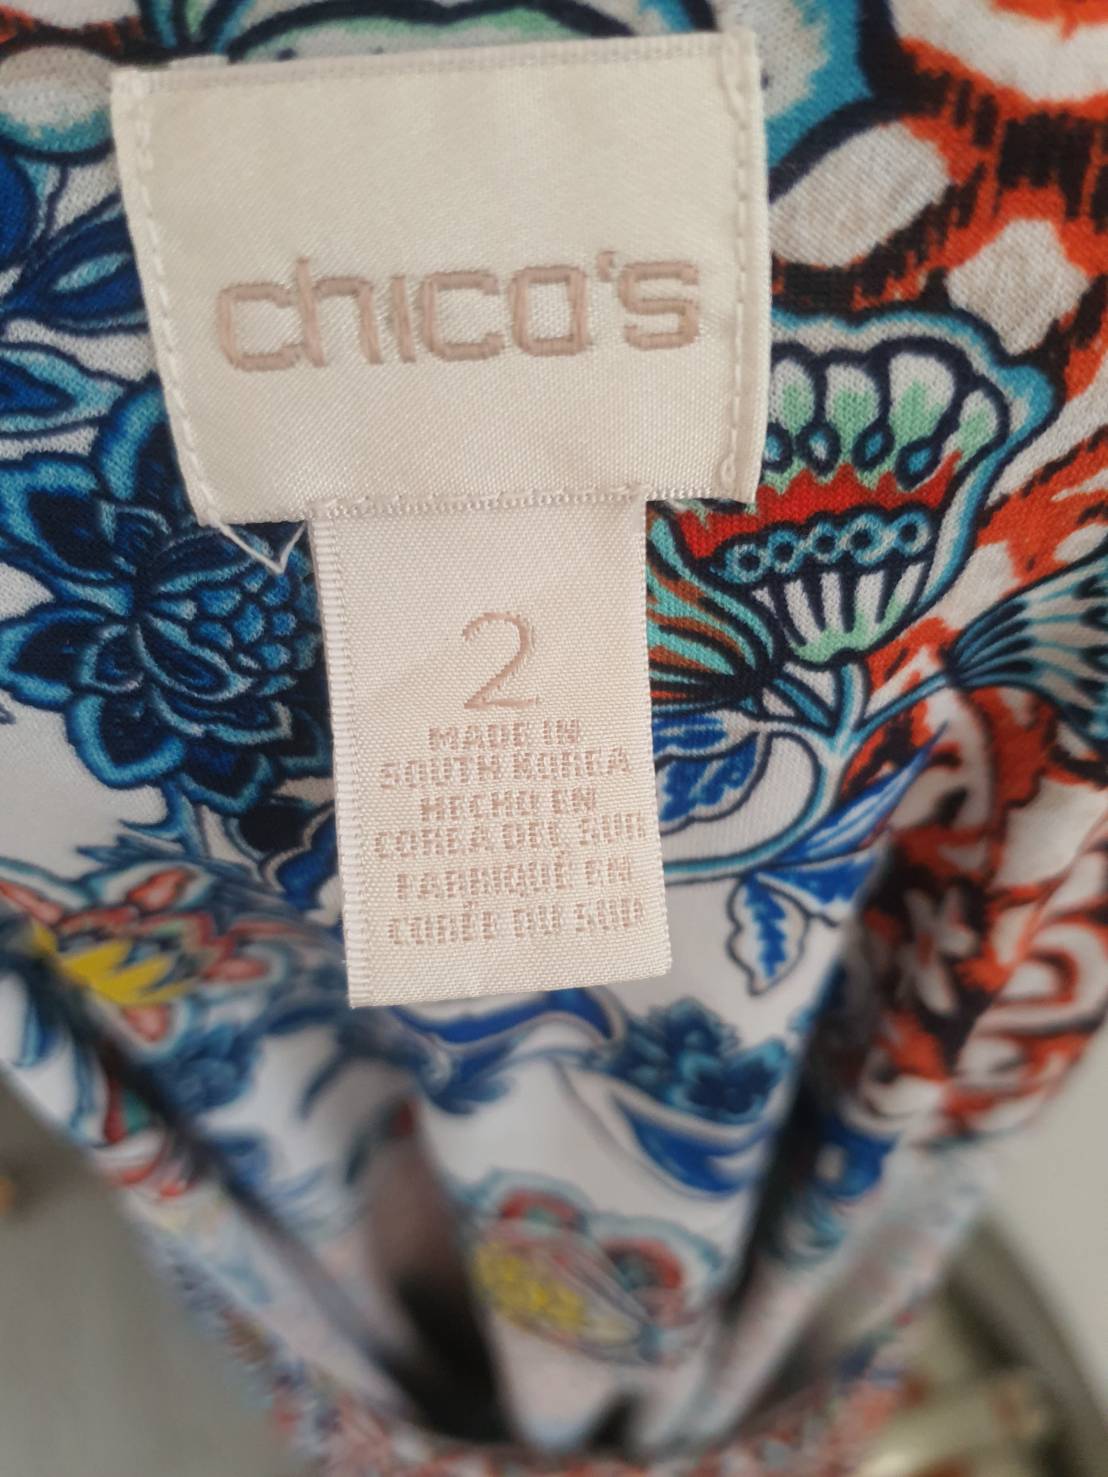 chico's
2
MADE IN
SOUTH KOREA
HECHO EN
COREA DEL SUR
FABRIQUÉ EN
CORÉE DU SUD